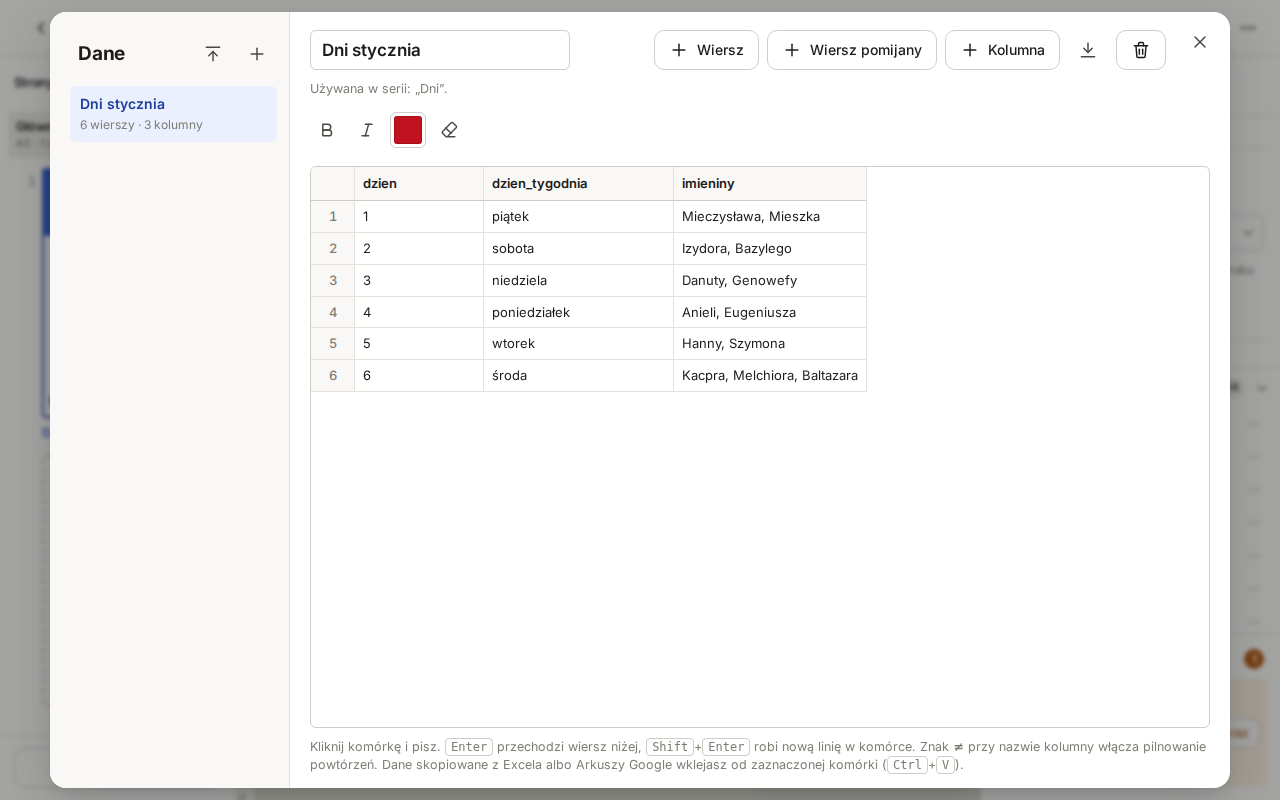 Dane
Dni stycznia
6 wierszy · 3 kolumny
Dni stycznia
Wiersz
Wiersz pomijany
Kolumna
Używana w serii: „Dni”.
dzien dzien_tygodnia imieniny
1 1 piątek Mieczysława, Mieszka
2 2 sobota Izydora, Bazylego
3 3 niedziela Danuty, Genowefy
4 4 poniedziałek Anieli, Eugeniusza
5 5 wtorek Hanny, Szymona
6 6 środa Kacpra, Melchiora, Baltazara
Kliknij komórkę i pisz. Enter przechodzi wiersz niżej, Shift+Enter robi nową linię w komórce. Znak ≠ przy nazwie kolumny włącza pilnowanie
powtórzeń. Dane skopiowane z Excela albo Arkuszy Google wklejasz od zaznaczonej komórki (Ctrl+V).